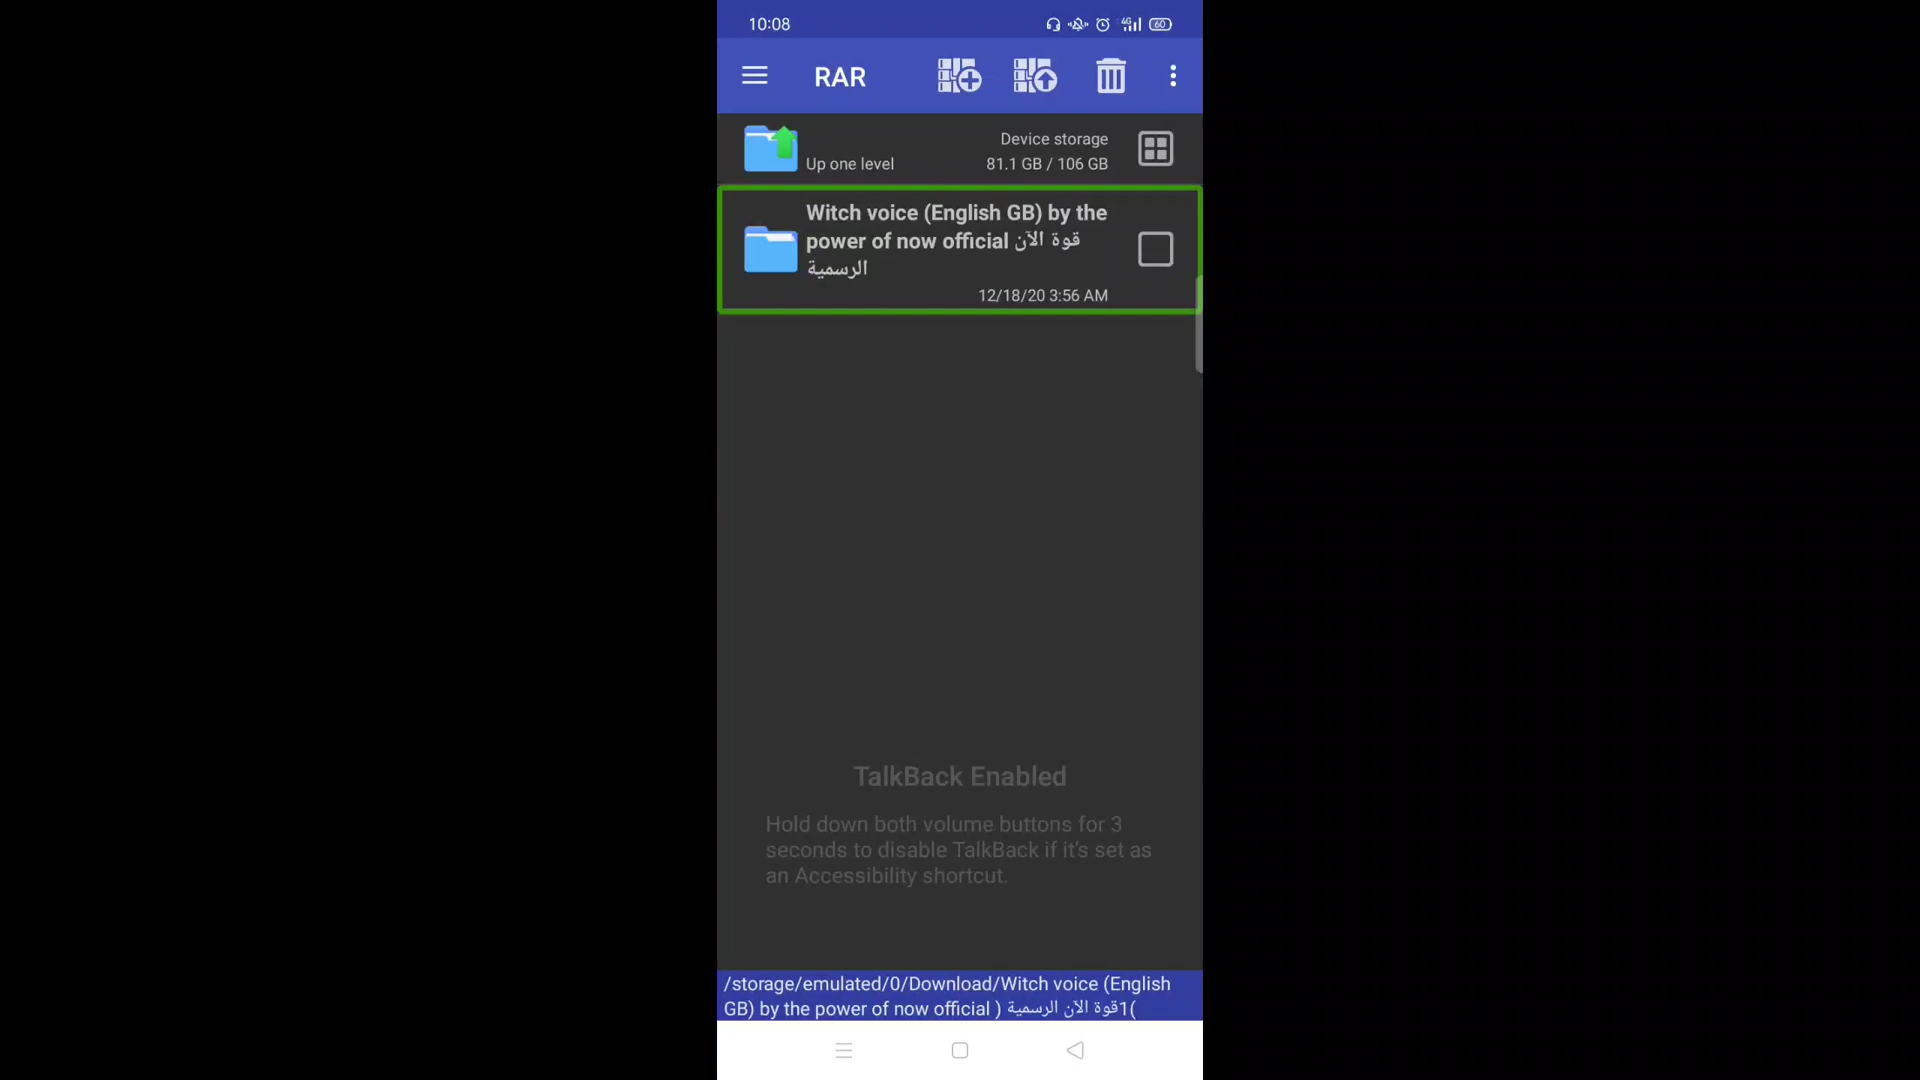 10:08
4G
60
RAR
Device storage
Up one level
81.1 GB / 106 GB
Witch voice (English GB) by the
power of now official قوة الآن
الرسمية
12/18/20 3:56 AM
TalkBack Enabled
Hold down both volume buttons for 3
seconds to disable TalkBack if it's set as
an Accessibility shortcut.
/storage/emulated/0/Download/Witch voice (English
GB) by the power of now official ) قوة الآن الرسمية1(